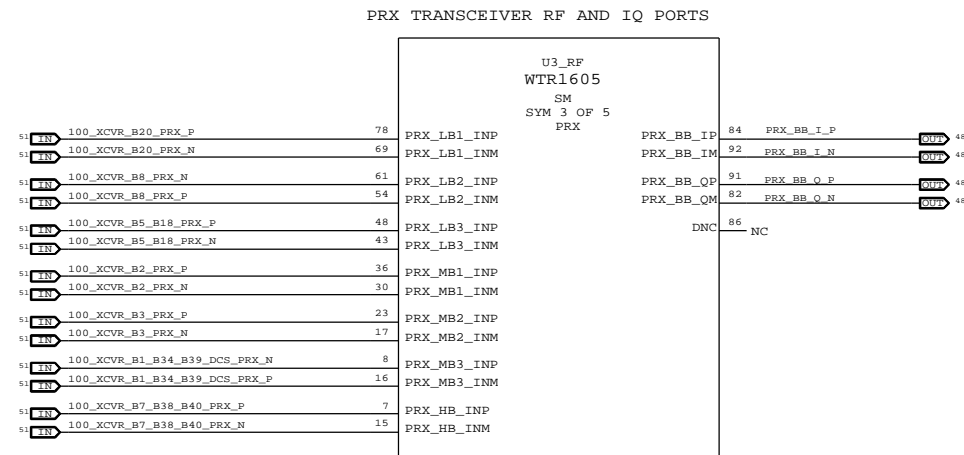 PRX TRANSCEIVER RF AND IQ PORTS
U3_RF
WTR1605
SM
SYM 3 OF 5
PRX
51 IN 100_XCVR_B20_PRX_P 78 PRX_LB1_INP PRX_BB_IP 84 PRX_BB_I_P OUT 48
51 IN 100_XCVR_B20_PRX_N 69 PRX_LB1_INM PRX_BB_IM 92 PRX_BB_I_N OUT 48
51 IN 100_XCVR_B8_PRX_N 61 PRX_LB2_INP PRX_BB_QP 91 PRX_BB_Q_P OUT 48
51 IN 100_XCVR_B8_PRX_P 54 PRX_LB2_INM PRX_BB_QM 82 PRX_BB_Q_N OUT 48
51 IN 100_XCVR_B5_B18_PRX_P 48 PRX_LB3_INP DNC 86 NC
51 IN 100_XCVR_B5_B18_PRX_N 43 PRX_LB3_INM
51 IN 100_XCVR_B2_PRX_P 36 PRX_MB1_INP
51 IN 100_XCVR_B2_PRX_N 30 PRX_MB1_INM
51 IN 100_XCVR_B3_PRX_P 23 PRX_MB2_INP
51 IN 100_XCVR_B3_PRX_N 17 PRX_MB2_INM
51 IN 100_XCVR_B1_B34_B39_DCS_PRX_N 8 PRX_MB3_INP
51 IN 100_XCVR_B1_B34_B39_DCS_PRX_P 16 PRX_MB3_INM
51 IN 100_XCVR_B7_B38_B40_PRX_P 7 PRX_HB_INP
51 IN 100_XCVR_B7_B38_B40_PRX_N 15 PRX_HB_INM